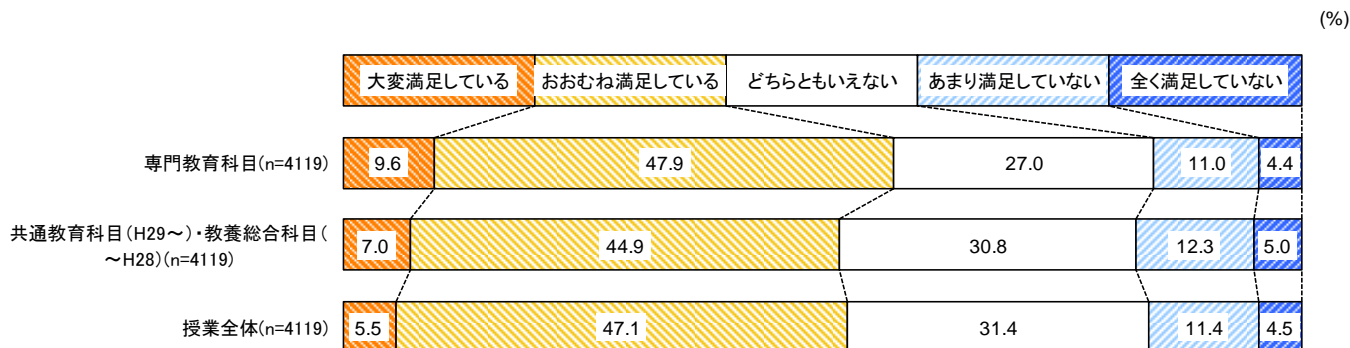 (%)
大変満足している おおむね満足している どちらともいえない あまり満足していない 全く満足していない
専門教育科目(n=4119) 9.6 47.9 27.0 11.0 4.4
共通教育科目(H29～)・教養総合科目(
～H28)(n=4119) 7.0 44.9 30.8 12.3 5.0
授業全体(n=4119) 5.5 47.1 31.4 11.4 4.5